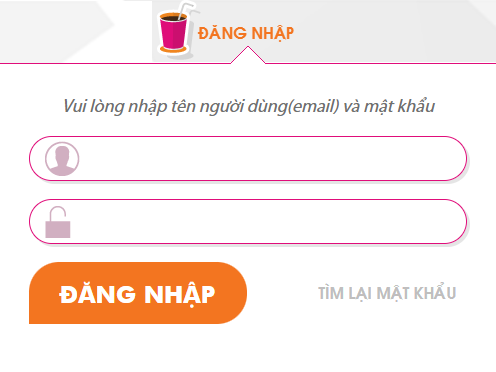 ĐĂNG NHẬP
Vui lòng nhập tên người dùng(email) và mật khẩu
ĐĂNG NHẬP
TÌM LẠI MẬT KHẨU